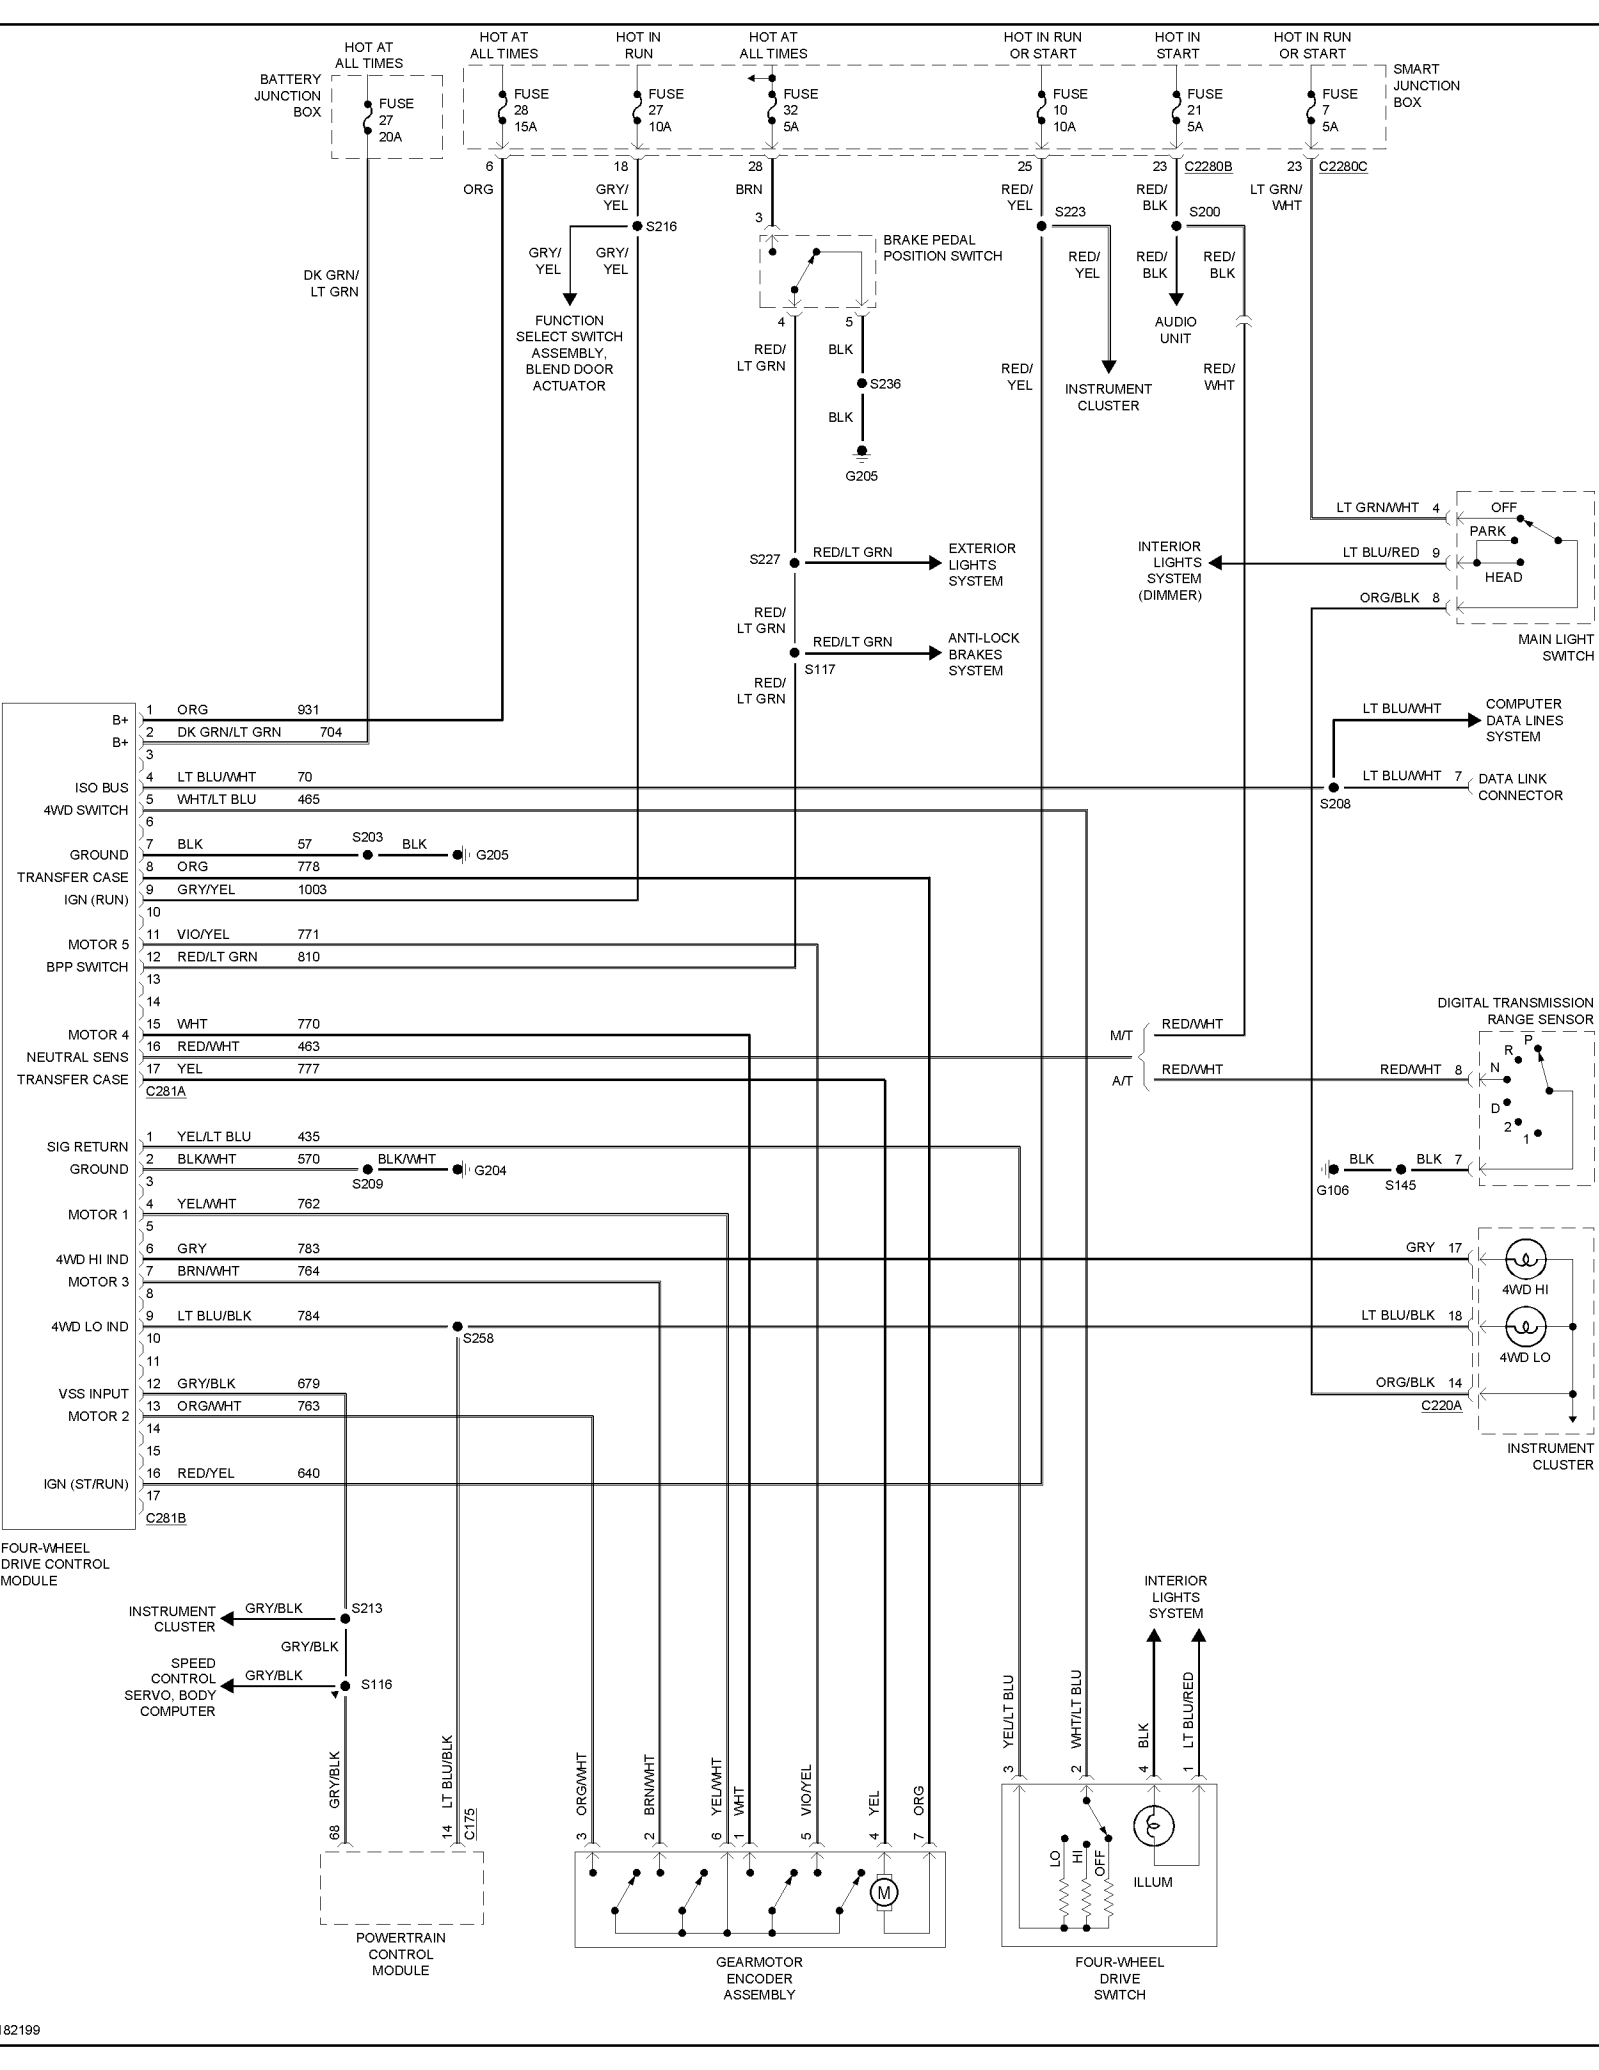 HOT AT
ALL TIMES
HOT AT
ALL TIMES
HOT IN
RUN
HOT AT
ALL TIMES
HOT IN RUN
OR START
HOT IN
START
HOT IN RUN
OR START
BATTERY
JUNCTION
BOX
FUSE
27
20A
FUSE
28
15A
FUSE
27
10A
FUSE
32
5A
FUSE
10
10A
FUSE
21
5A
FUSE
7
5A
SMART
JUNCTION
BOX
6
18
28
25
23 C2280B
23 C2280C
ORG
GRY/
YEL
BRN
RED/
YEL
RED/
BLK
LT GRN/
WHT
3
S216
S223
S200
GRY/
YEL
GRY/
YEL
BRAKE PEDAL
POSITION SWITCH
RED/
YEL
RED/
BLK
RED/
BLK
DK GRN/
LT GRN
FUNCTION
SELECT SWITCH
ASSEMBLY,
BLEND DOOR
ACTUATOR
4
5
AUDIO
UNIT
RED/
LT GRN
BLK
RED/
YEL
INSTRUMENT
CLUSTER
RED/
WHT
S236
BLK
G205
LT GRN/WHT 4
OFF
PARK
LT BLU/RED 9
HEAD
ORG/BLK 8
MAIN LIGHT
SWITCH
INTERIOR
LIGHTS
SYSTEM
(DIMMER)
S227
RED/LT GRN
EXTERIOR
LIGHTS
SYSTEM
RED/
LT GRN
RED/LT GRN
ANTI-LOCK
BRAKES
SYSTEM
S117
RED/
LT GRN
B+ 1 ORG 931
B+ 2 DK GRN/LT GRN 704
3
ISO BUS 4 LT BLU/WHT 70
4WD SWITCH 5 WHT/LT BLU 465
6
GROUND 7 BLK 57
S203
BLK
G205
TRANSFER CASE 8 ORG 778
IGN (RUN) 9 GRY/YEL 1003
10
MOTOR 5 11 VIO/YEL 771
BPP SWITCH 12 RED/LT GRN 810
13
14
MOTOR 4 15 WHT 770
NEUTRAL SENS 16 RED/WHT 463
TRANSFER CASE 17 YEL 777
C281A
LT BLU/WHT
COMPUTER
DATA LINES
SYSTEM
LT BLU/WHT 7
DATA LINK
CONNECTOR
S208
M/T
RED/WHT
A/T
RED/WHT
DIGITAL TRANSMISSION
RANGE SENSOR
RED/WHT 8
P
R
N
D
2
1
G106
BLK
S145
BLK 7
SIG RETURN 1 YEL/LT BLU 435
GROUND 2 BLK/WHT 570
S209
BLK/WHT
G204
3
MOTOR 1 4 YEL/WHT 762
5
4WD HI IND 6 GRY 783
MOTOR 3 7 BRN/WHT 764
8
4WD LO IND 9 LT BLU/BLK 784
S258
10
11
VSS INPUT 12 GRY/BLK 679
MOTOR 2 13 ORG/WHT 763
14
15
IGN (ST/RUN) 16 RED/YEL 640
17
C281B
FOUR-WHEEL
DRIVE CONTROL
MODULE
GRY 17
4WD HI
LT BLU/BLK 18
4WD LO
ORG/BLK 14
C220A
INSTRUMENT
CLUSTER
INSTRUMENT
CLUSTER
GRY/BLK
S213
GRY/BLK
SPEED
CONTROL
SERVO, BODY
COMPUTER
GRY/BLK
S116
INTERIOR
LIGHTS
SYSTEM
68 GRY/BLK
14 LT BLU/BLK
C175
3 ORG/WHT
2 BRN/WHT
6 YEL/WHT
1 WHT
5 VIO/YEL
4 YEL
7 ORG
3 YEL/LT BLU
2 WHT/LT BLU
4 BLK
1 LT BLU/RED
M
LO
HI
OFF
ILLUM
POWERTRAIN
CONTROL
MODULE
GEARMOTOR
ENCODER
ASSEMBLY
FOUR-WHEEL
DRIVE
SWITCH
182199